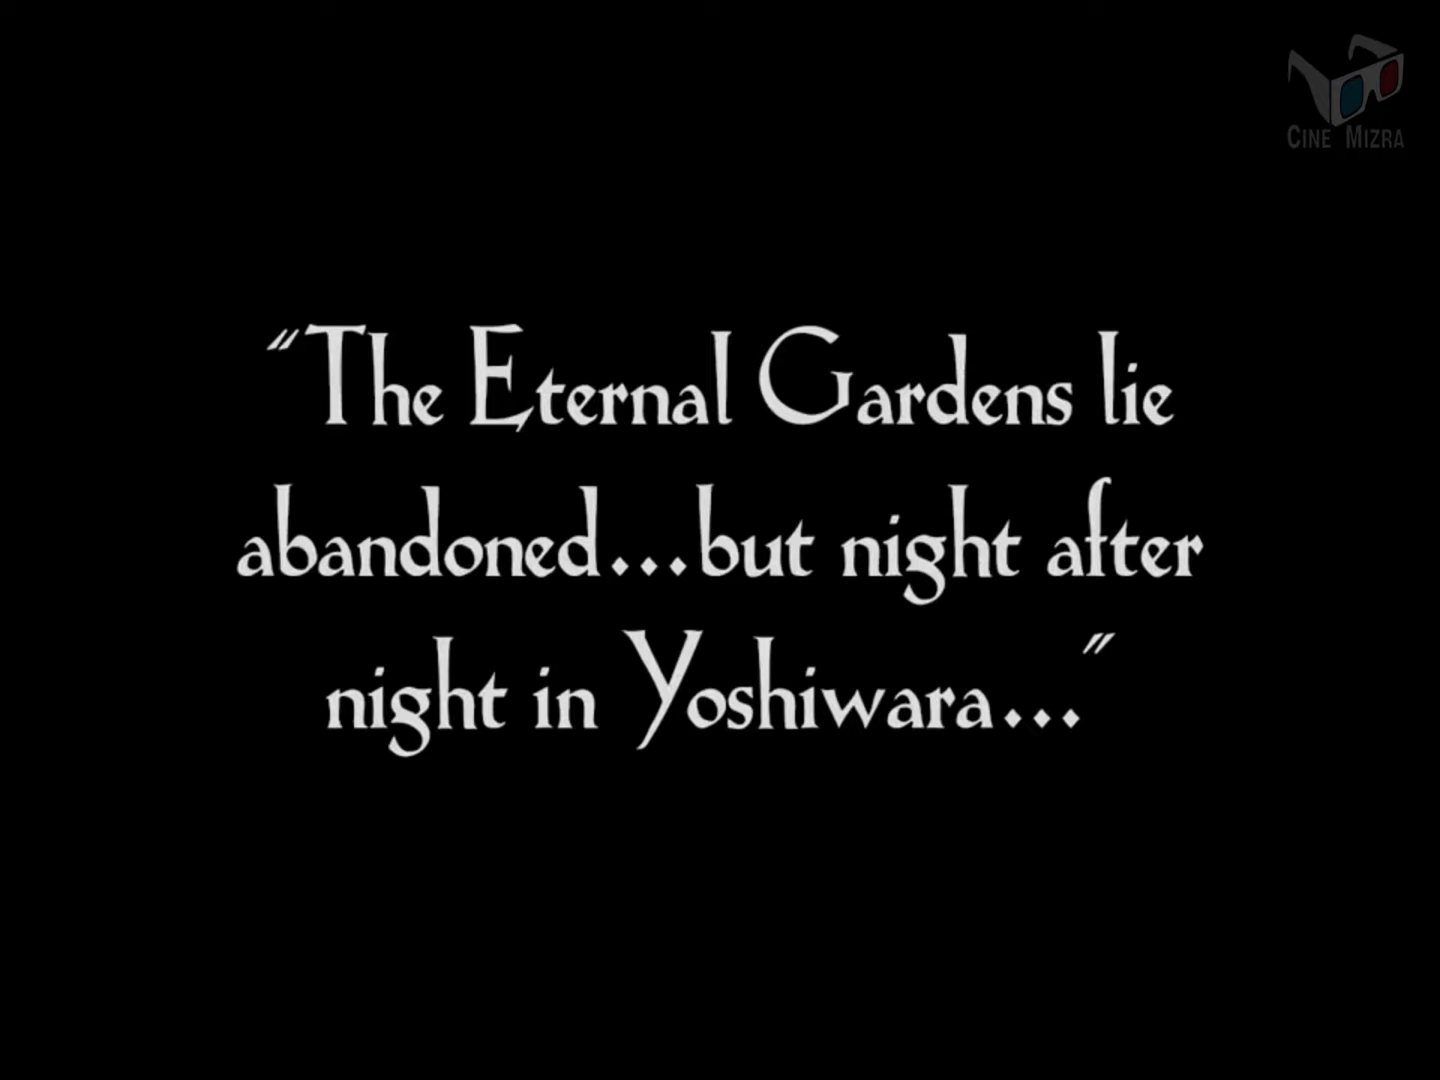 CINE MIZRA
"The Eternal Gardens lie
abandoned...but night after
night in Yoshiwara..."